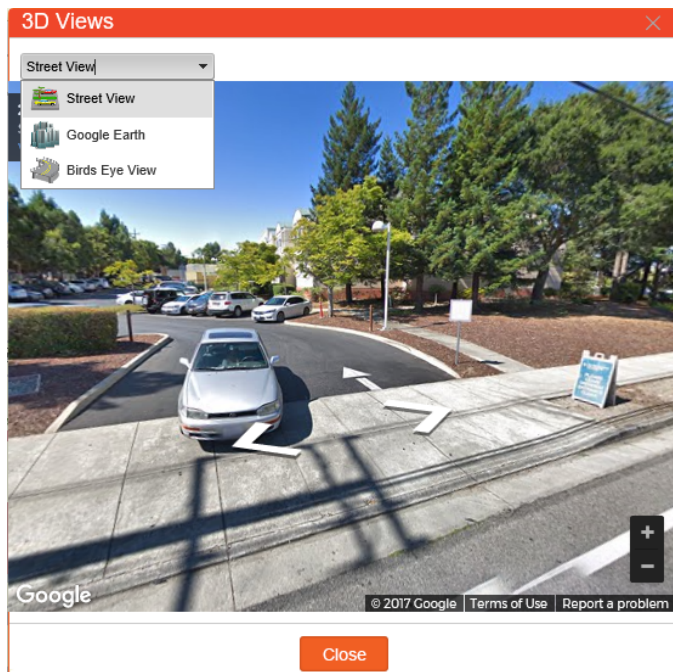 3D Views
Street View
Street View
Google Earth
Birds Eye View
Google
© 2017 Google
Terms of Use
Report a problem
Close